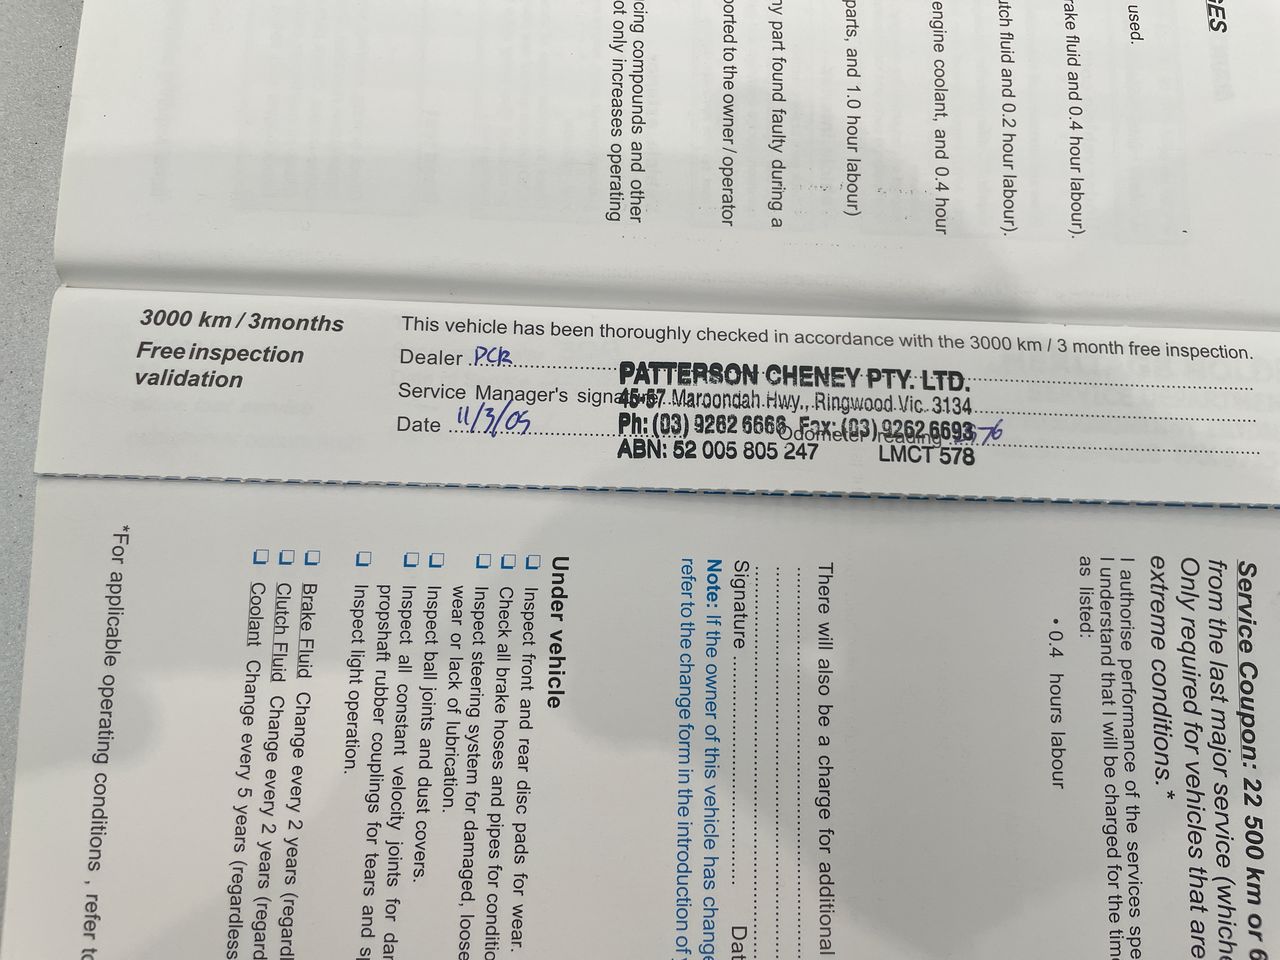 GES
used.
rake fluid and 0.4 hour labour).
utch fluid and 0.2 hour labour).
engine coolant, and 0.4 hour
parts, and 1.0 hour labour)
ny part found faulty during a
ported to the owner / operator
cing compounds and other
ot only increases operating
3000 km / 3months
Free inspection
validation
This vehicle has been thoroughly checked in accordance with the 3000 km / 3 month free inspection.
Dealer PCR
Service Manager's signature
Date 11/3/05
Odometer reading
PATTERSON CHENEY PTY. LTD.
45-57 Maroondah Hwy., Ringwood Vic. 3134
Ph: (03) 9262 6666 Fax: (03) 9262 6693
ABN: 52 005 805 247 LMCT 578
Service Coupon: 22 500 km or 6
from the last major service (which
Only required for vehicles that are
extreme conditions.*
I authorise performance of the services spe
I understand that I will be charged for the time
as listed:
• 0.4 hours labour
There will also be a charge for additional
Signature Dat
Note: If the owner of this vehicle has change
refer to the change form in the introduction of
Under vehicle
❏ Inspect front and rear disc pads for wear.
❏ Check all brake hoses and pipes for conditio
❏ Inspect steering system for damaged, loose
wear or lack of lubrication.
❏ Inspect ball joints and dust covers.
❏ Inspect all constant velocity joints for dar
propshaft rubber couplings for tears and sp
❏ Inspect light operation.
❏ Brake Fluid Change every 2 years (regardl
❏ Clutch Fluid Change every 2 years (regard
❏ Coolant Change every 5 years (regardless
*For applicable operating conditions , refer to